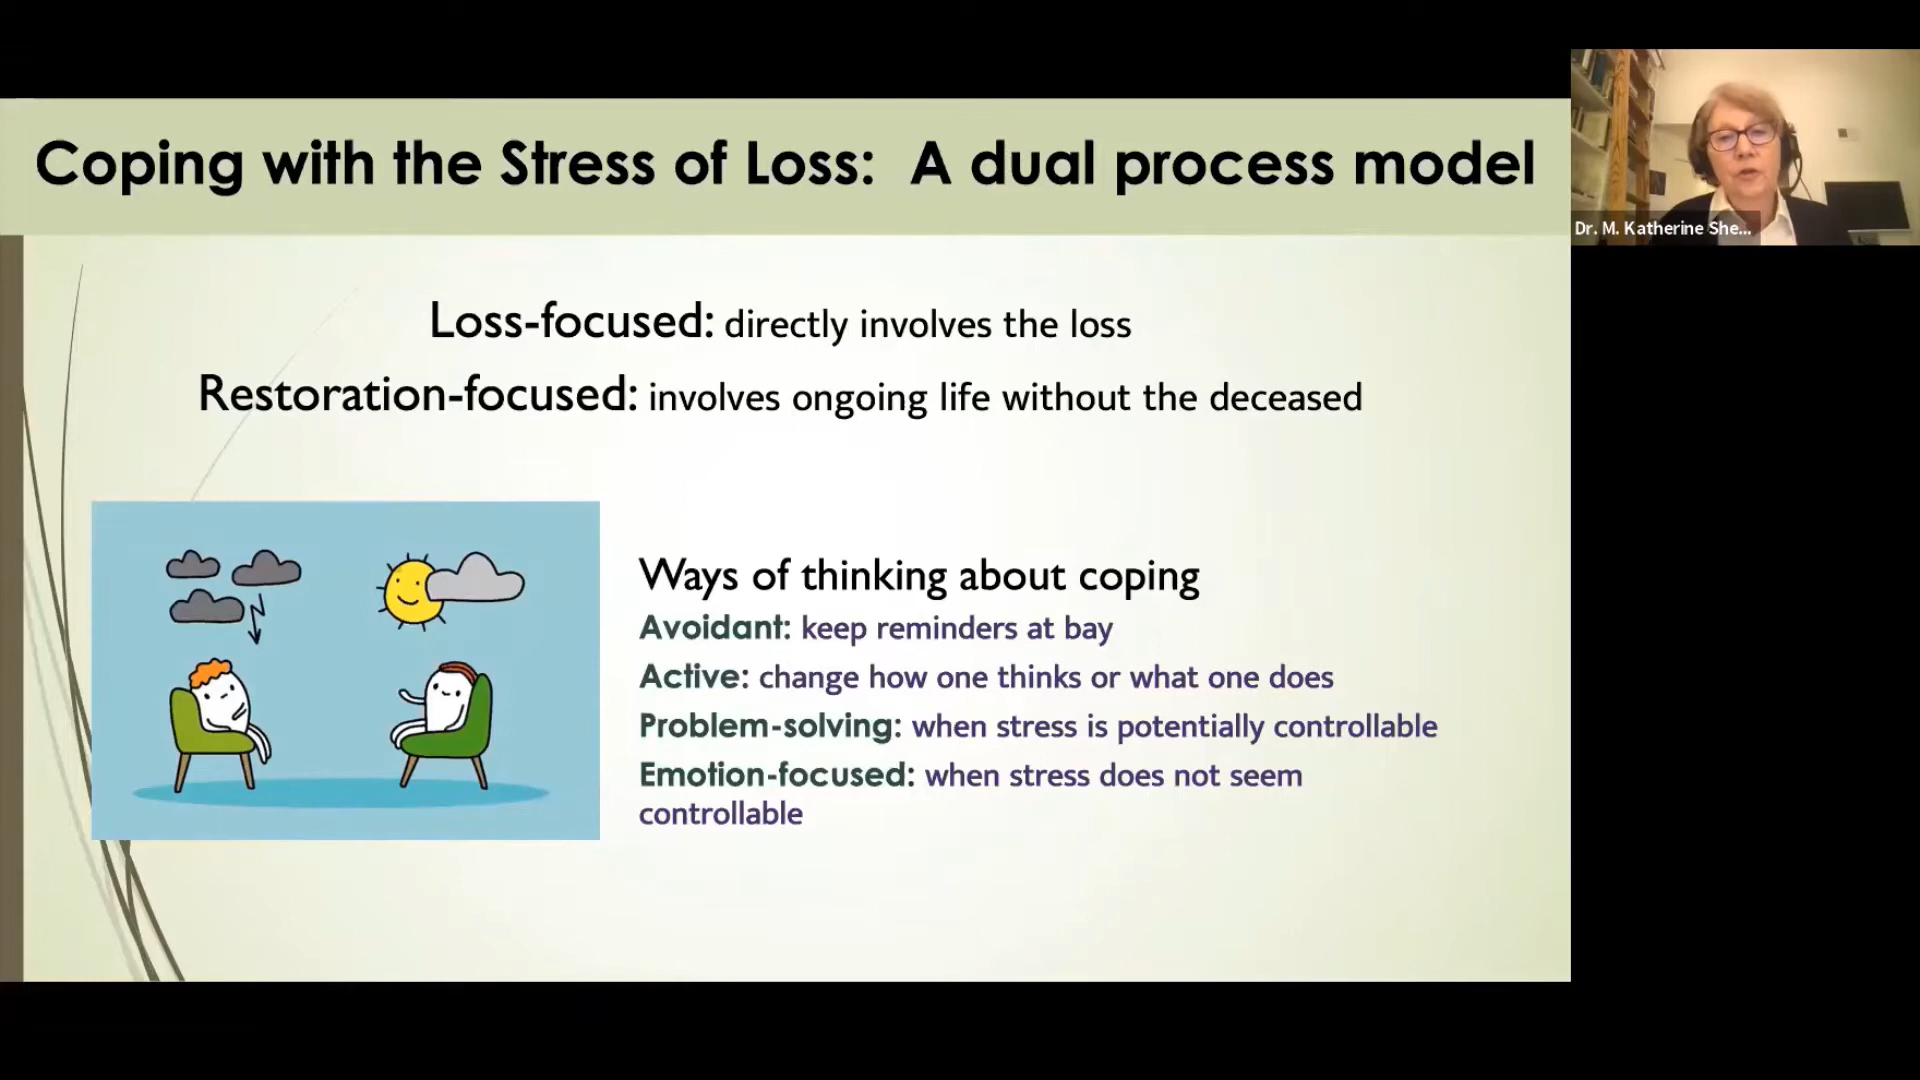 Coping with the Stress of Loss: A dual process model
Dr. M. Katherine She...
Loss-focused: directly involves the loss
Restoration-focused: involves ongoing life without the deceased
Ways of thinking about coping
Avoidant: keep reminders at bay
Active: change how one thinks or what one does
Problem-solving: when stress is potentially controllable
Emotion-focused: when stress does not seem
controllable